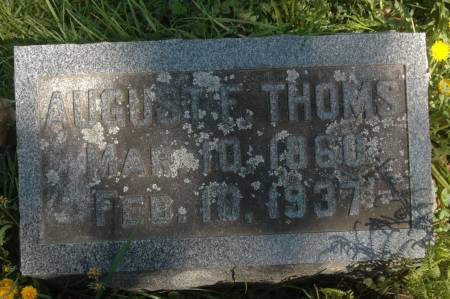 AUGUST F. THOMS
MAR. 10, 1860
FEB. 10, 1937